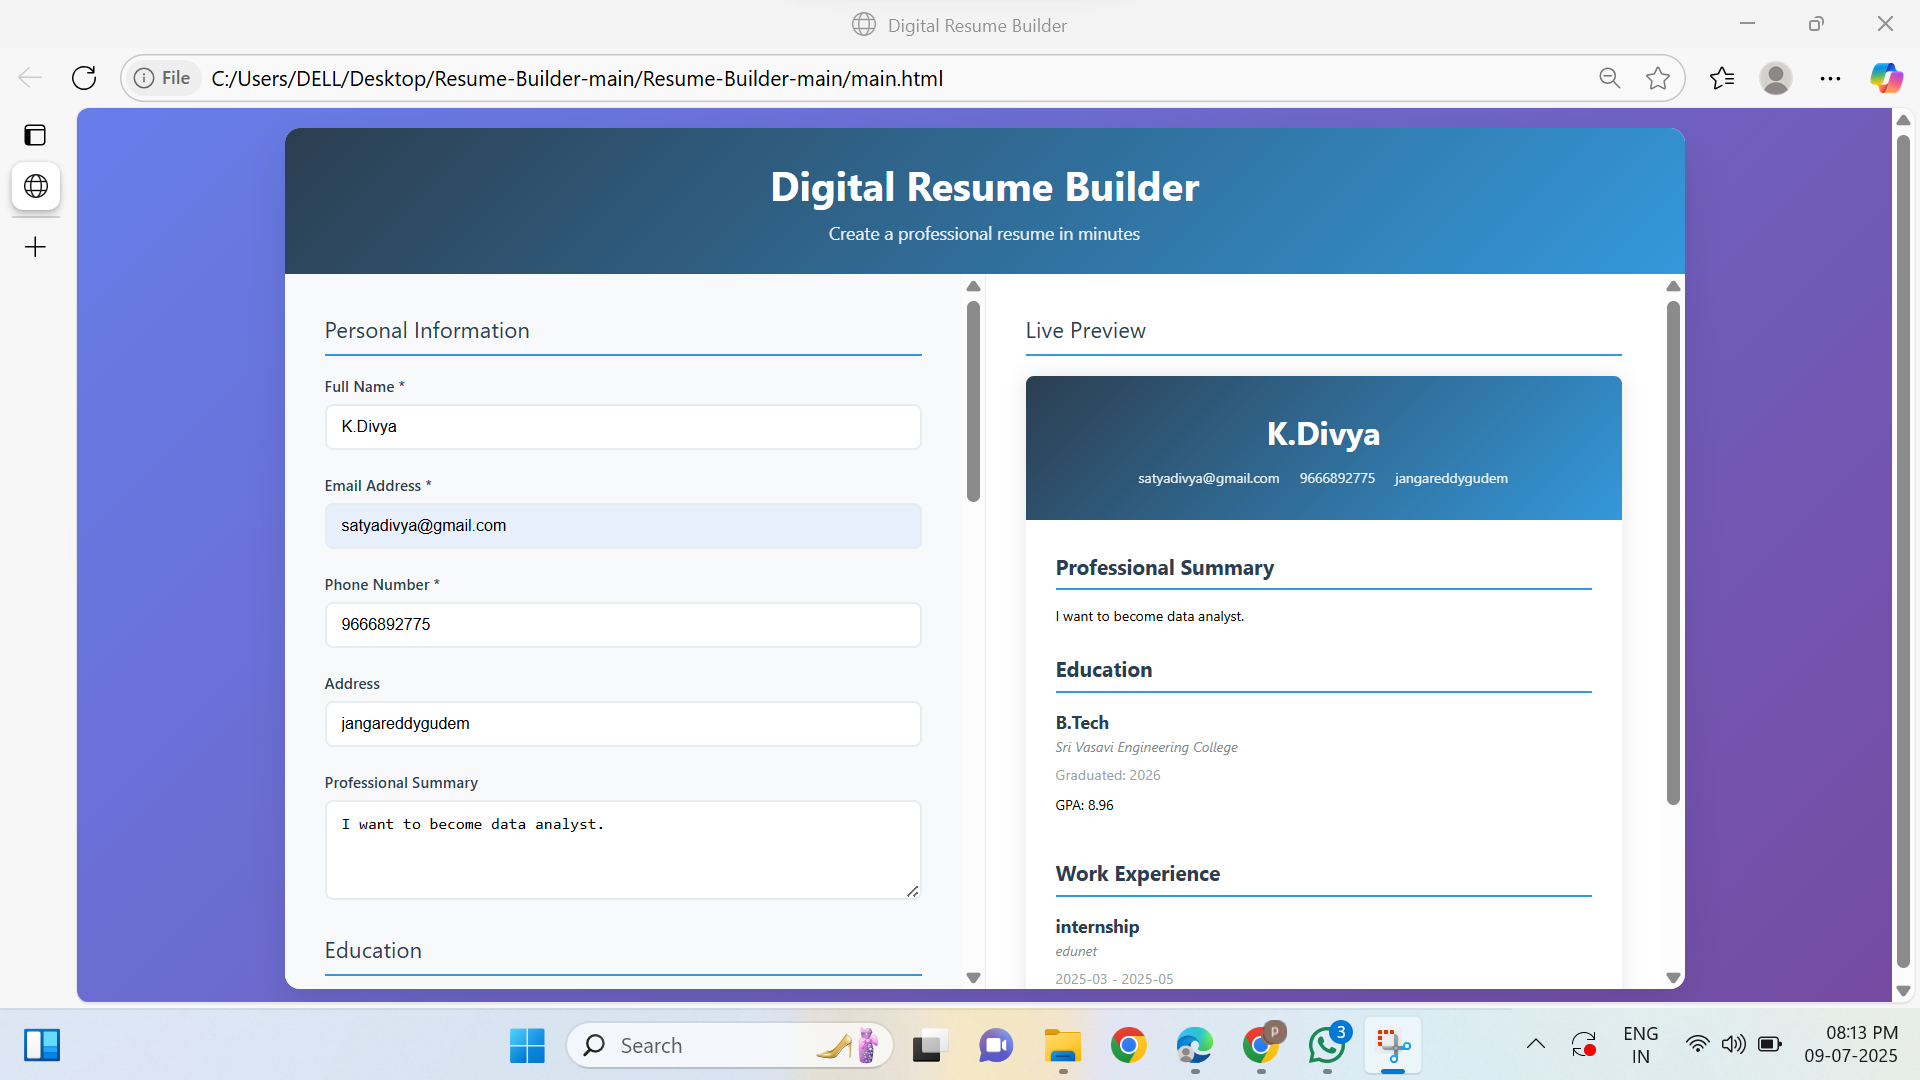 Digital Resume Builder
File
C:/Users/DELL/Desktop/Resume-Builder-main/Resume-Builder-main/main.html
Digital Resume Builder
Create a professional resume in minutes
Personal Information
Full Name *
K.Divya
Email Address *
satyadivya@gmail.com
Phone Number *
9666892775
Address
jangareddygudem
Professional Summary
I want to become data analyst.
Education
Live Preview
K.Divya
satyadivya@gmail.com 9666892775 jangareddygudem
Professional Summary
I want to become data analyst.
Education
B.Tech
Sri Vasavi Engineering College
Graduated: 2026
GPA: 8.96
Work Experience
internship
edunet
2025-03 - 2025-05
Search
P
3
ENG
IN
08:13 PM
09-07-2025